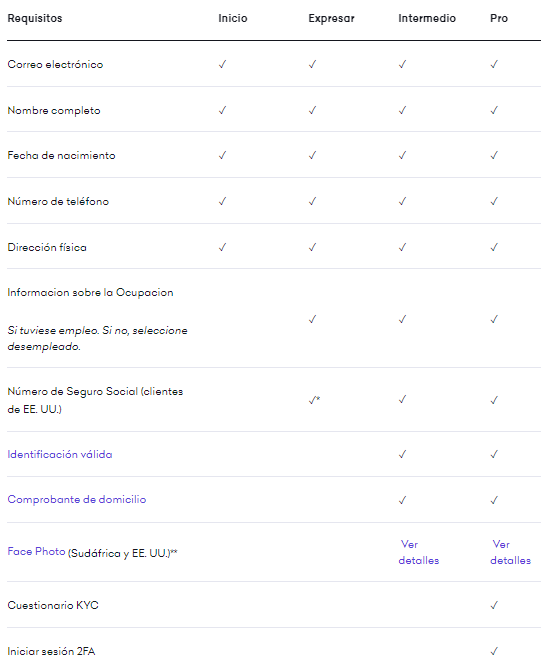 Requisitos Inicio Expresar Intermedio Pro
Correo electrónico ✓ ✓ ✓ ✓
Nombre completo ✓ ✓ ✓ ✓
Fecha de nacimiento ✓ ✓ ✓ ✓
Número de teléfono ✓ ✓ ✓ ✓
Dirección física ✓ ✓ ✓ ✓
Informacion sobre la Ocupacion
Si tuviese empleo. Si no, seleccione
desempleado.
✓ ✓ ✓
Número de Seguro Social (clientes
de EE. UU.)
✓* ✓ ✓
Identificación válida ✓ ✓
Comprobante de domicilio ✓ ✓
Face Photo (Sudáfrica y EE. UU.)**
Ver
detalles
Ver
detalles
Cuestionario KYC ✓
Iniciar sesión 2FA ✓